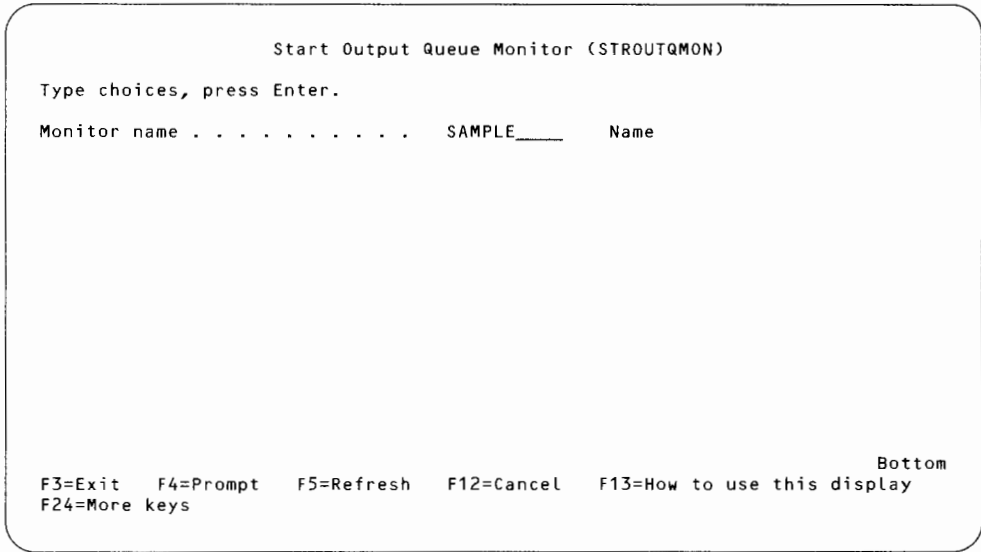 Start Output Queue Monitor (STROUTQMON)
Type choices, press Enter.
Monitor name . . . . . . . . . . SAMPLE____ Name
Bottom
F3=Exit F4=Prompt F5=Refresh F12=Cancel F13=How to use this display
F24=More keys